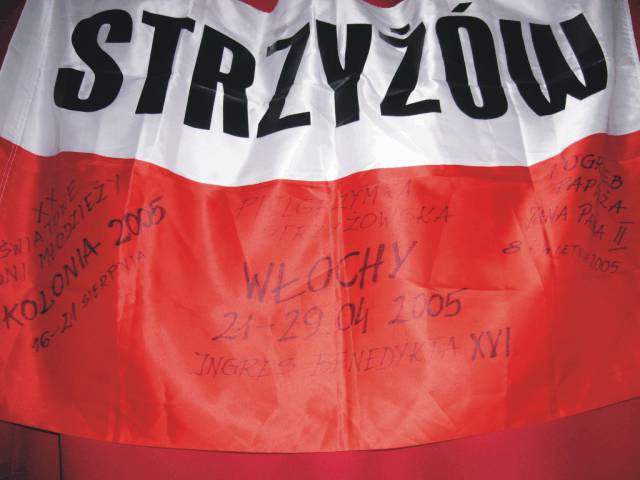 STRZYŻÓW
XX
ŚWIATOWE
DNI MŁODZIEŻY
KOLONIA 2005
16-21 SIERPNIA
PIELGRZYMKA
STRZYŻOWSKA
WŁOCHY
21-29.04 2005
INGRES BENEDYKTA XVI
POGRZEB
PAPIEŻA
JANA PAWŁA II
8 KWIETNIA 2005